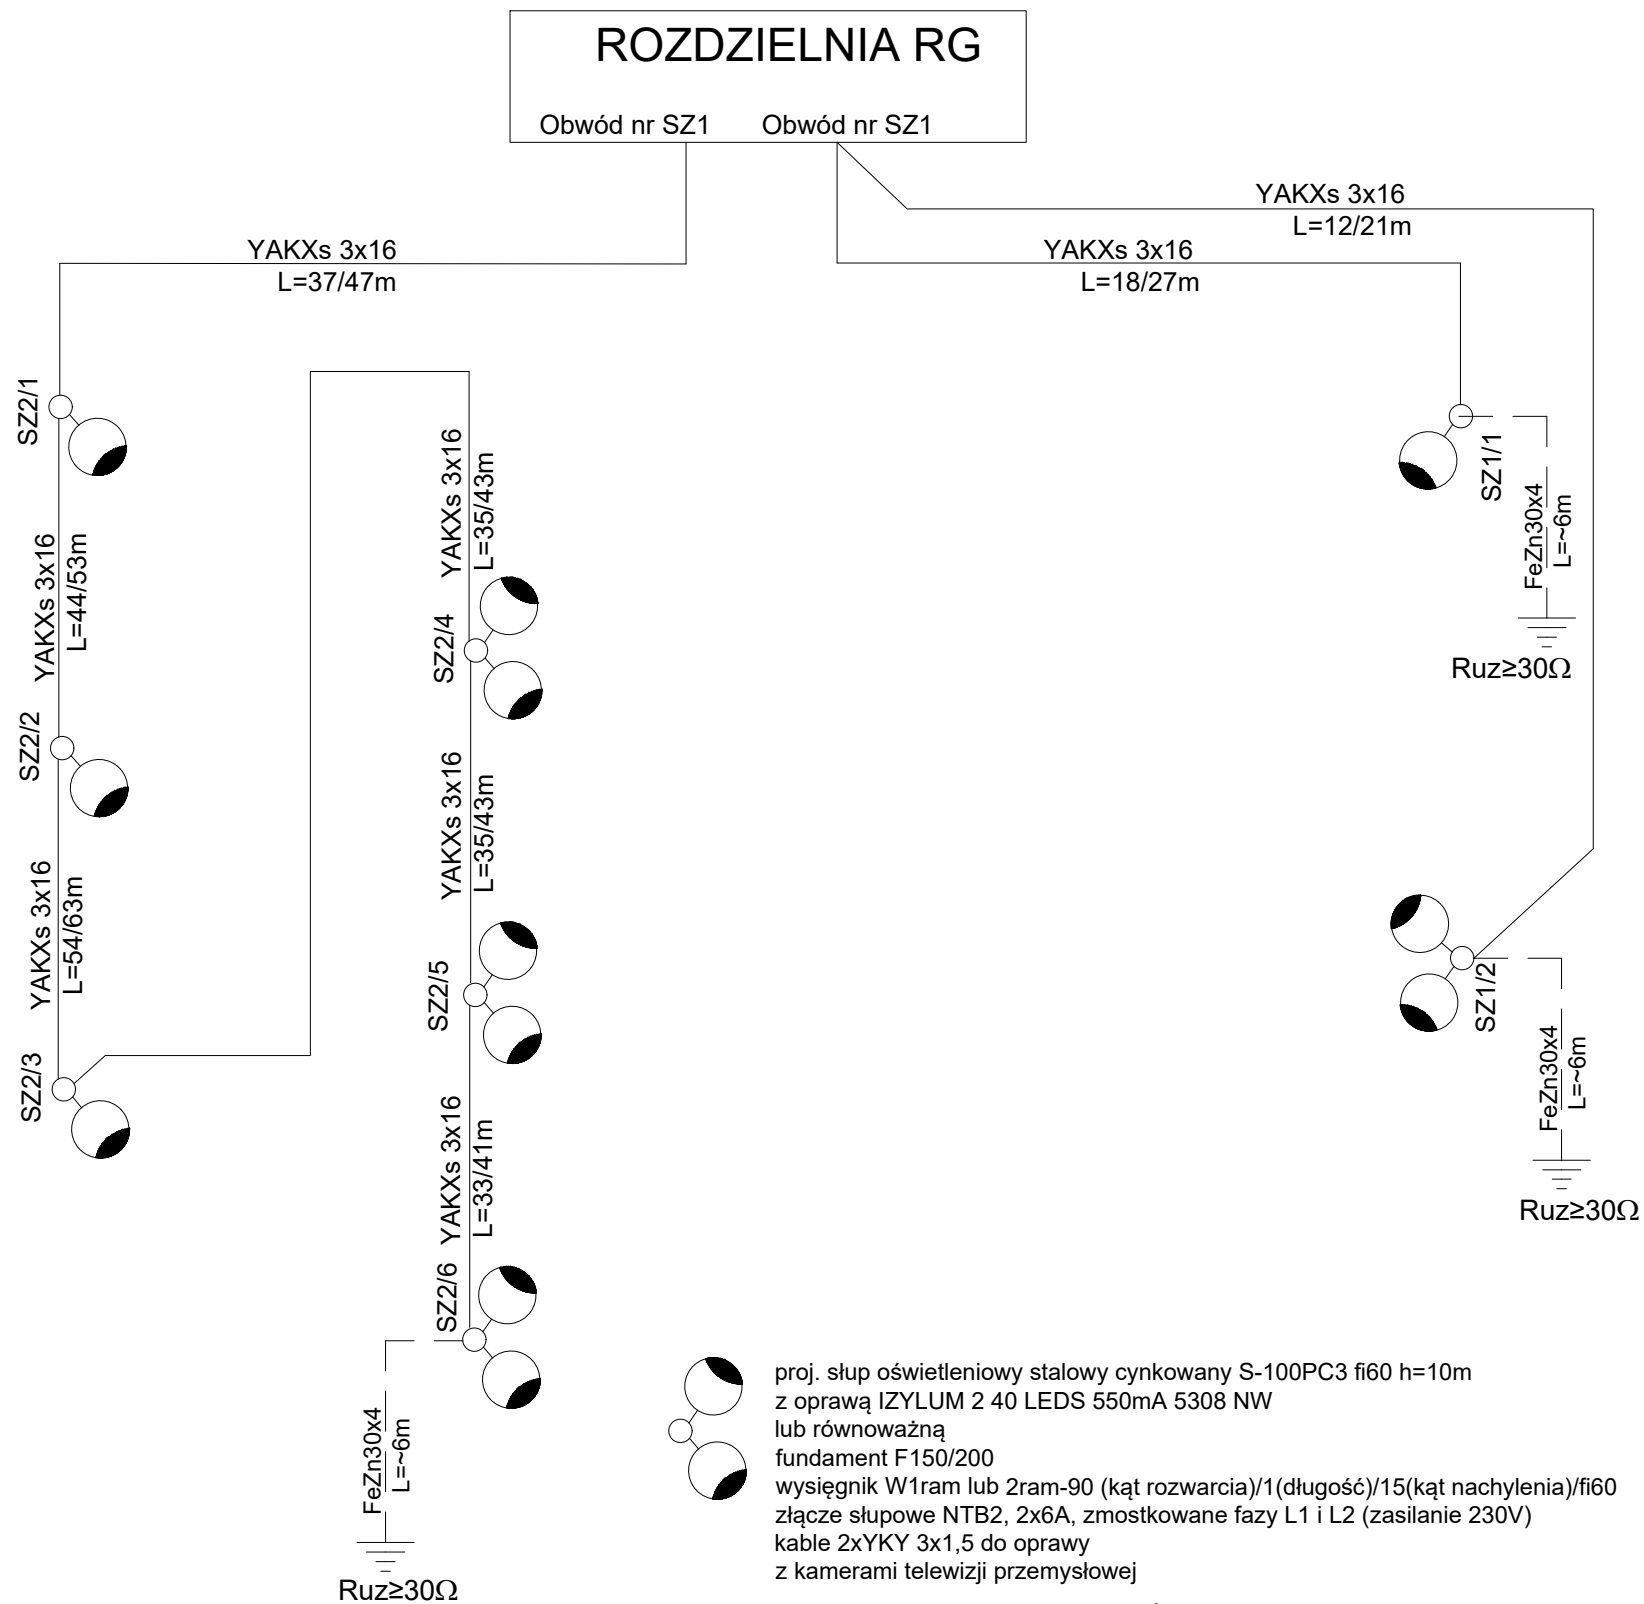 ROZDZIELNIA RG
Obwód nr SZ1
Obwód nr SZ1
YAKXs 3x16
L=12/21m
YAKXs 3x16
L=37/47m
YAKXs 3x16
L=18/27m
SZ2/1
YAKXs 3x16
L=44/53m
SZ2/2
YAKXs 3x16
L=54/63m
SZ2/3
YAKXs 3x16
L=35/43m
SZ2/4
YAKXs 3x16
L=35/43m
SZ2/5
YAKXs 3x16
L=33/41m
SZ2/6
FeZn30x4
L=~6m
Ruz≥30Ω
SZ1/1
FeZn30x4
L=~6m
Ruz≥30Ω
SZ1/2
FeZn30x4
L=~6m
Ruz≥30Ω
proj. słup oświetleniowy stalowy cynkowany S-100PC3 fi60 h=10m
z oprawą IZYLUM 2 40 LEDS 550mA 5308 NW
lub równoważną
fundament F150/200
wysięgnik W1ram lub 2ram-90 (kąt rozwarcia)/1(długość)/15(kąt nachylenia)/fi60
złącze słupowe NTB2, 2x6A, zmostkowane fazy L1 i L2 (zasilanie 230V)
kable 2xYKY 3x1,5 do oprawy
z kamerami telewizji przemysłowej